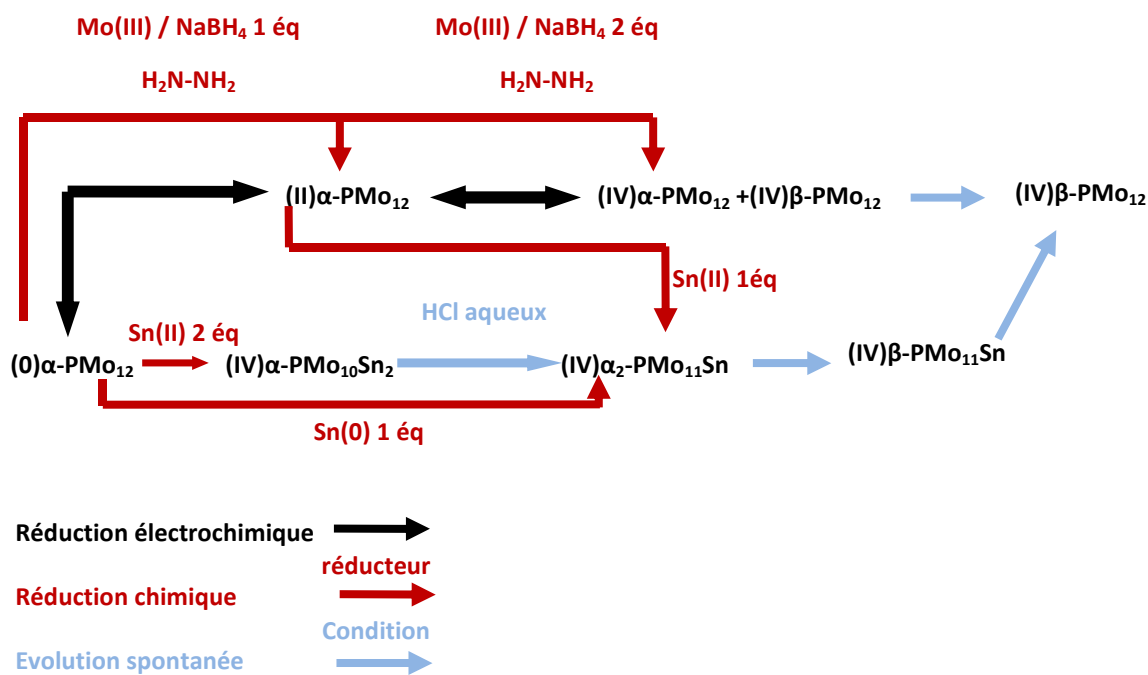 Mo(III) / NaBH₄ 1 éq Mo(III) / NaBH₄ 2 éq
H₂N-NH₂ H₂N-NH₂
(II)α-PMo₁₂ (IV)α-PMo₁₂ +(IV)β-PMo₁₂ (IV)β-PMo₁₂
Sn(II) 1éq
HCl aqueux
Sn(II) 2 éq
(0)α-PMo₁₂ (IV)α-PMo₁₀Sn₂ (IV)α₂-PMo₁₁Sn (IV)β-PMo₁₁Sn
Sn(0) 1 éq
Réduction électrochimique
réducteur
Réduction chimique
Condition
Evolution spontanée